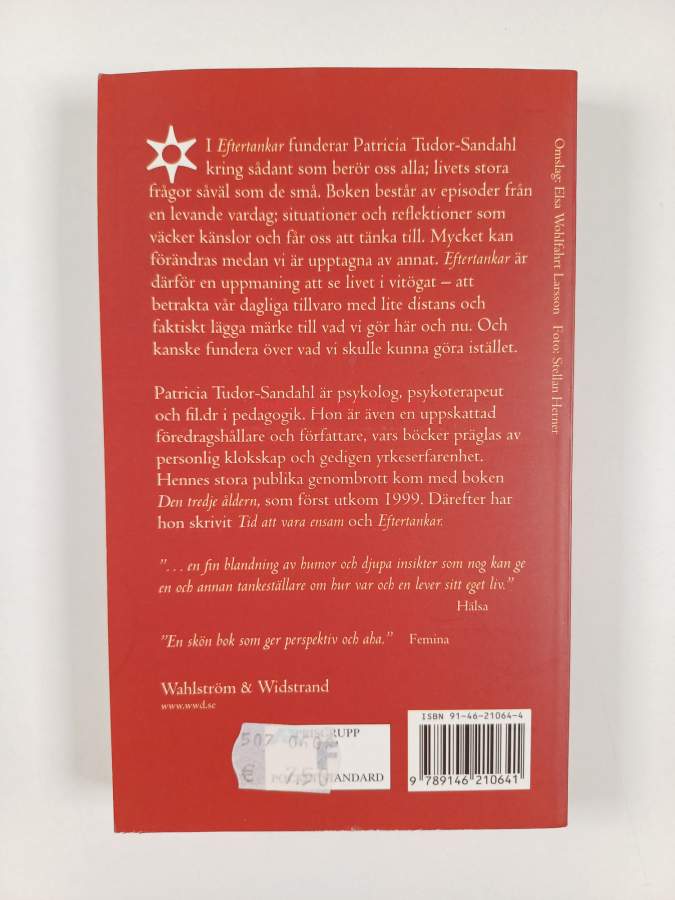 I Eftertankar funderar Patricia Tudor-Sandahl
kring sådant som berör oss alla; livets stora
frågor såväl som de små. Boken består av episoder från
en levande vardag; situationer och reflektioner som
väcker känslor och får oss att tänka till. Mycket kan
förändras medan vi är upptagna av annat. Eftertankar är
därför en uppmaning att se livet i vitögat – att
betrakta vår dagliga tillvaro med lite distans och
faktiskt lägga märke till vad vi gör här och nu. Och
kanske fundera över vad vi skulle kunna göra istället.
Patricia Tudor-Sandahl är psykolog, psykoterapeut
och fil.dr i pedagogik. Hon är även en uppskattad
föredragshållare och författare, vars böcker präglas av
personlig klokskap och gedigen yrkeserfarenhet.
Hennes stora publika genombrott kom med boken
Den tredje åldern, som först utkom 1999. Därefter har
hon skrivit Tid att vara ensam och Eftertankar.
”. . . en fin blandning av humor och djupa insikter som nog kan ge
en och annan tankeställare om hur var och en lever sitt eget liv.”
Hälsa
”En skön bok som ger perspektiv och aha.” Femina
Wahlström & Widstrand
www.wwd.se
Omslag: Elsa Wohlfahrt Larsson Foto: Stellan Herner
ISBN 91-46-21064-4
9 789146 210641
507
€ 7,50
STANDARD